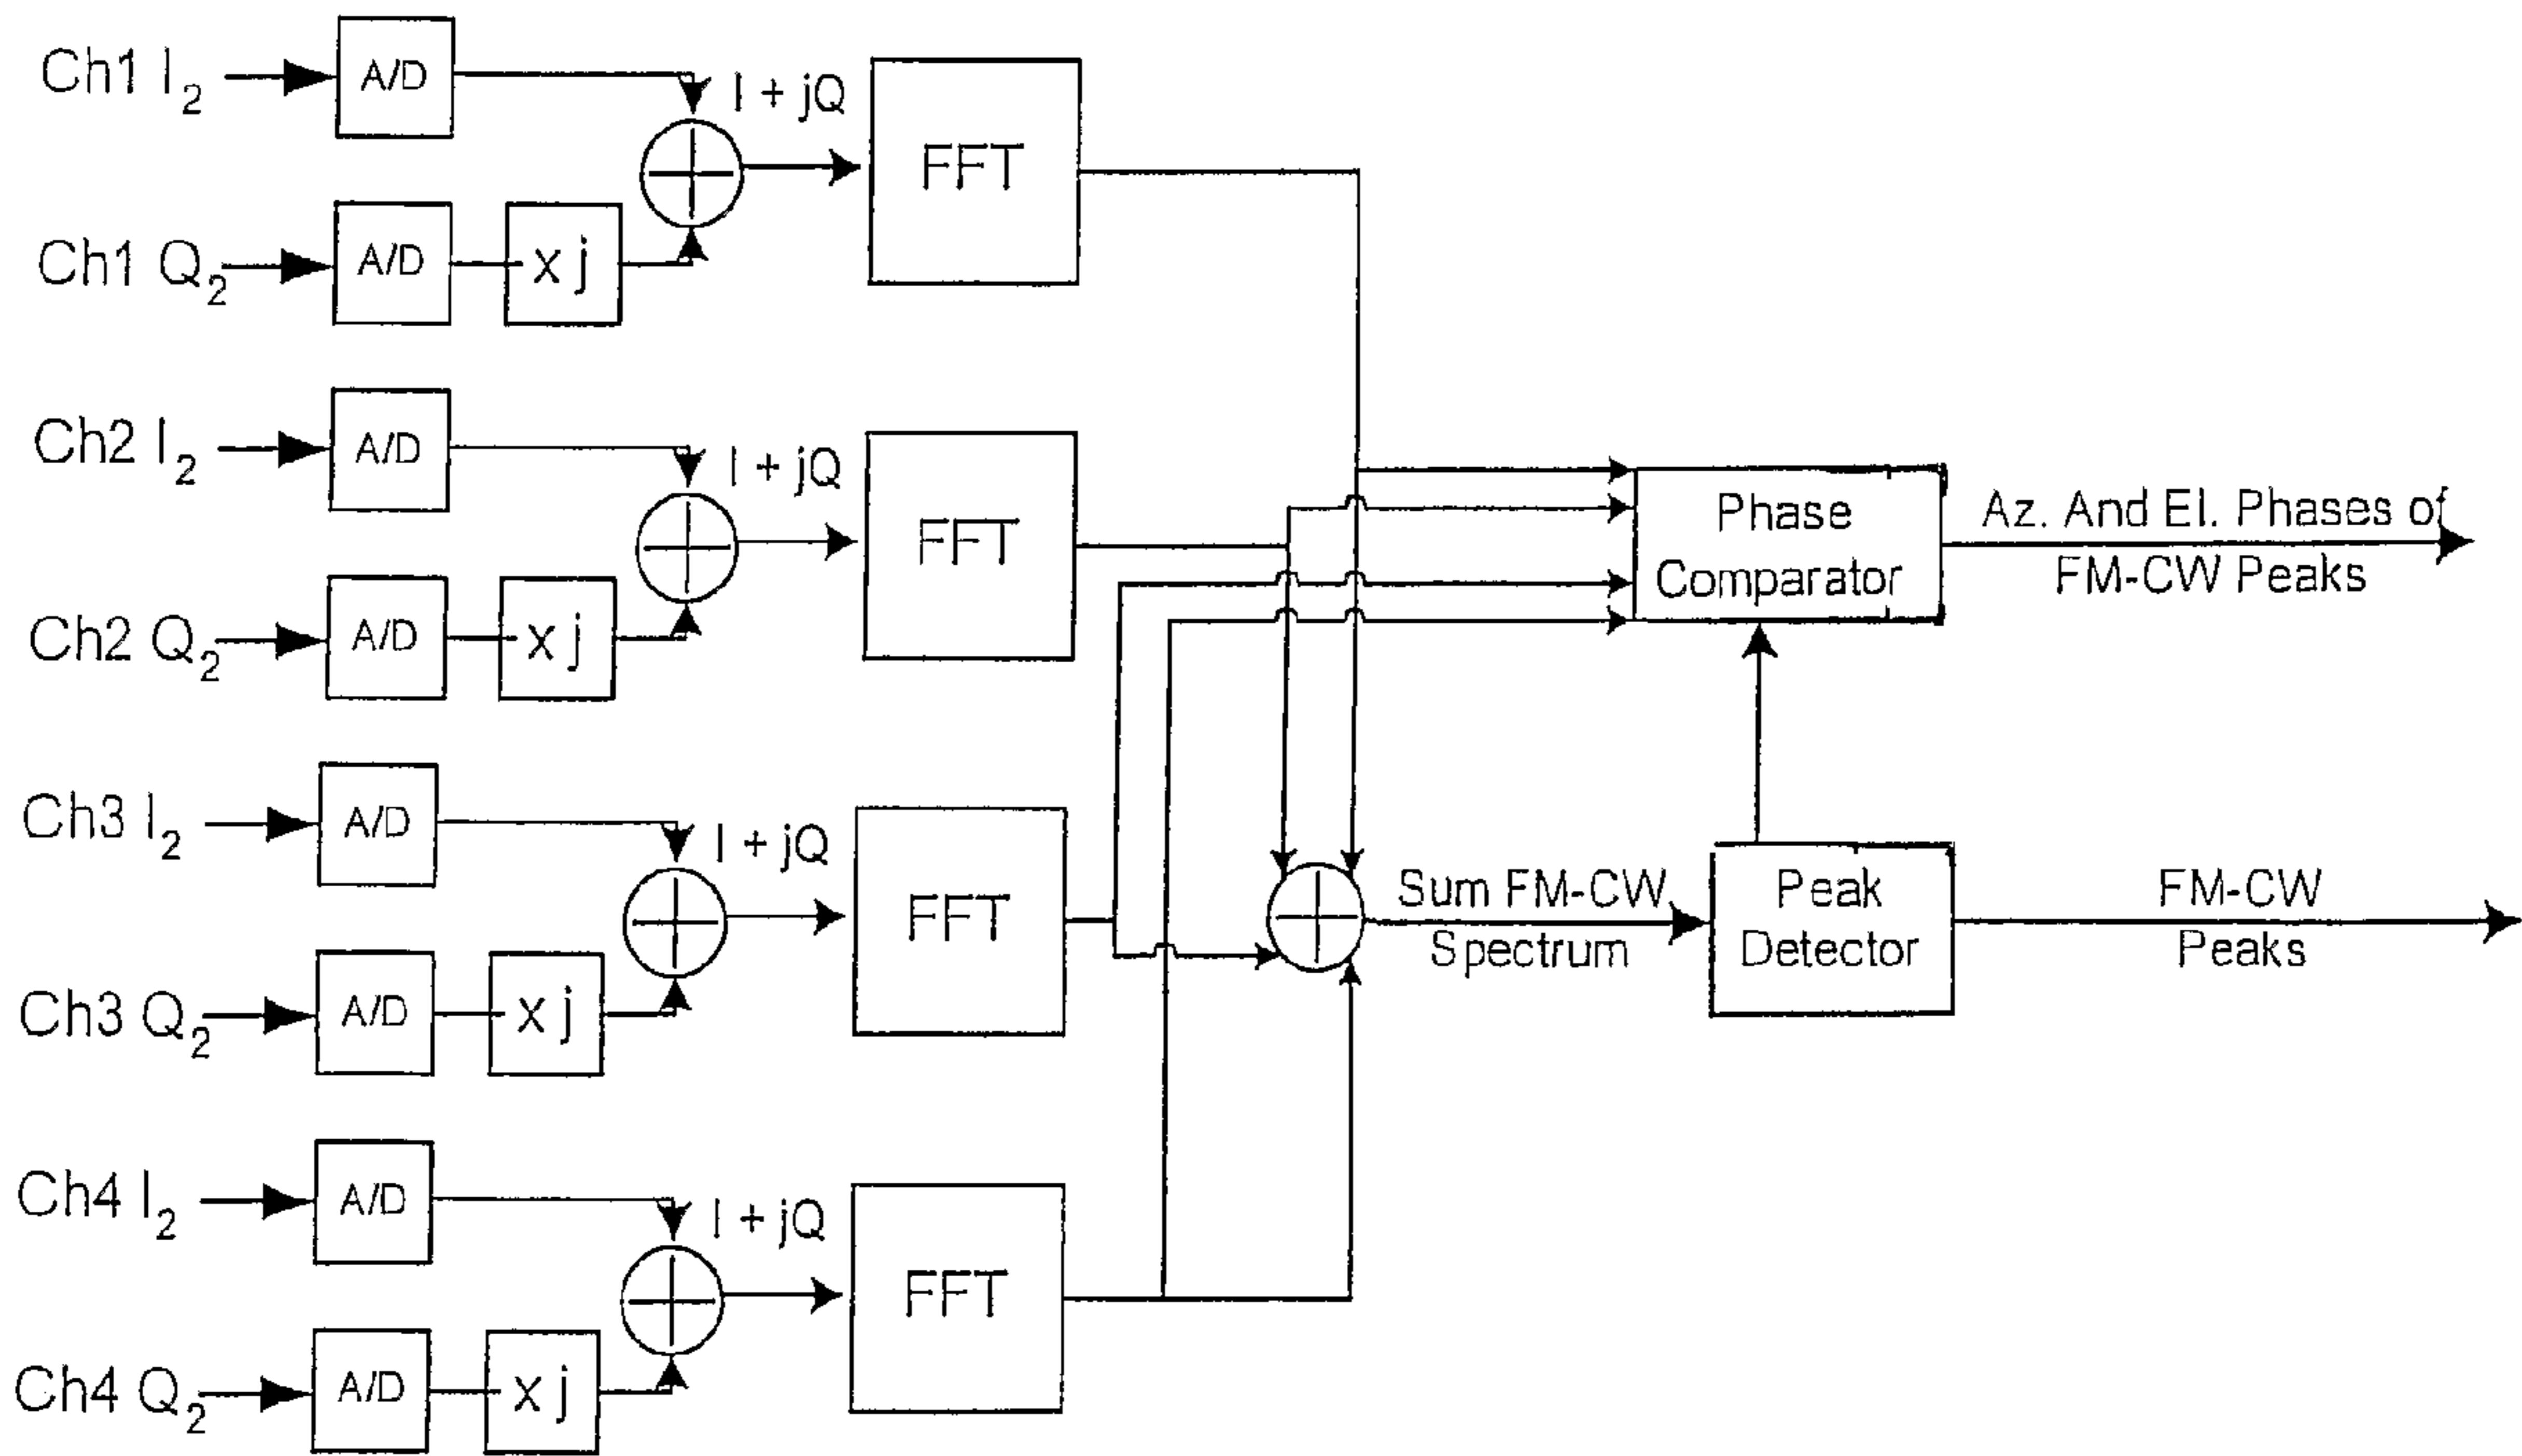 Ch1 I2
A/D
I + jQ
FFT
Ch1 Q2
A/D
x j
Ch2 I2
A/D
I + jQ
FFT
Ch2 Q2
A/D
x j
Phase
Comparator
Az. And El. Phases of
FM-CW Peaks
Ch3 I2
A/D
I + jQ
FFT
Ch3 Q2
A/D
x j
Sum FM-CW
Spectrum
Peak
Detector
FM-CW
Peaks
Ch4 I2
A/D
I + jQ
FFT
Ch4 Q2
A/D
x j